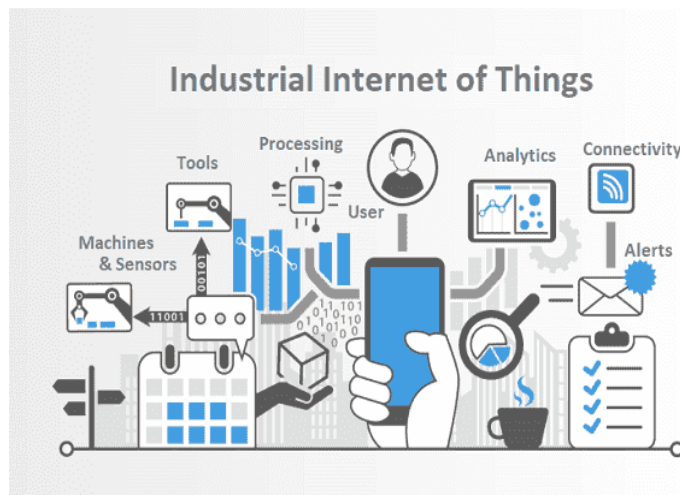 Industrial Internet of Things
Processing
Connectivity
Analytics
Tools
User
Machines
& Sensors
Alerts
00101
11001